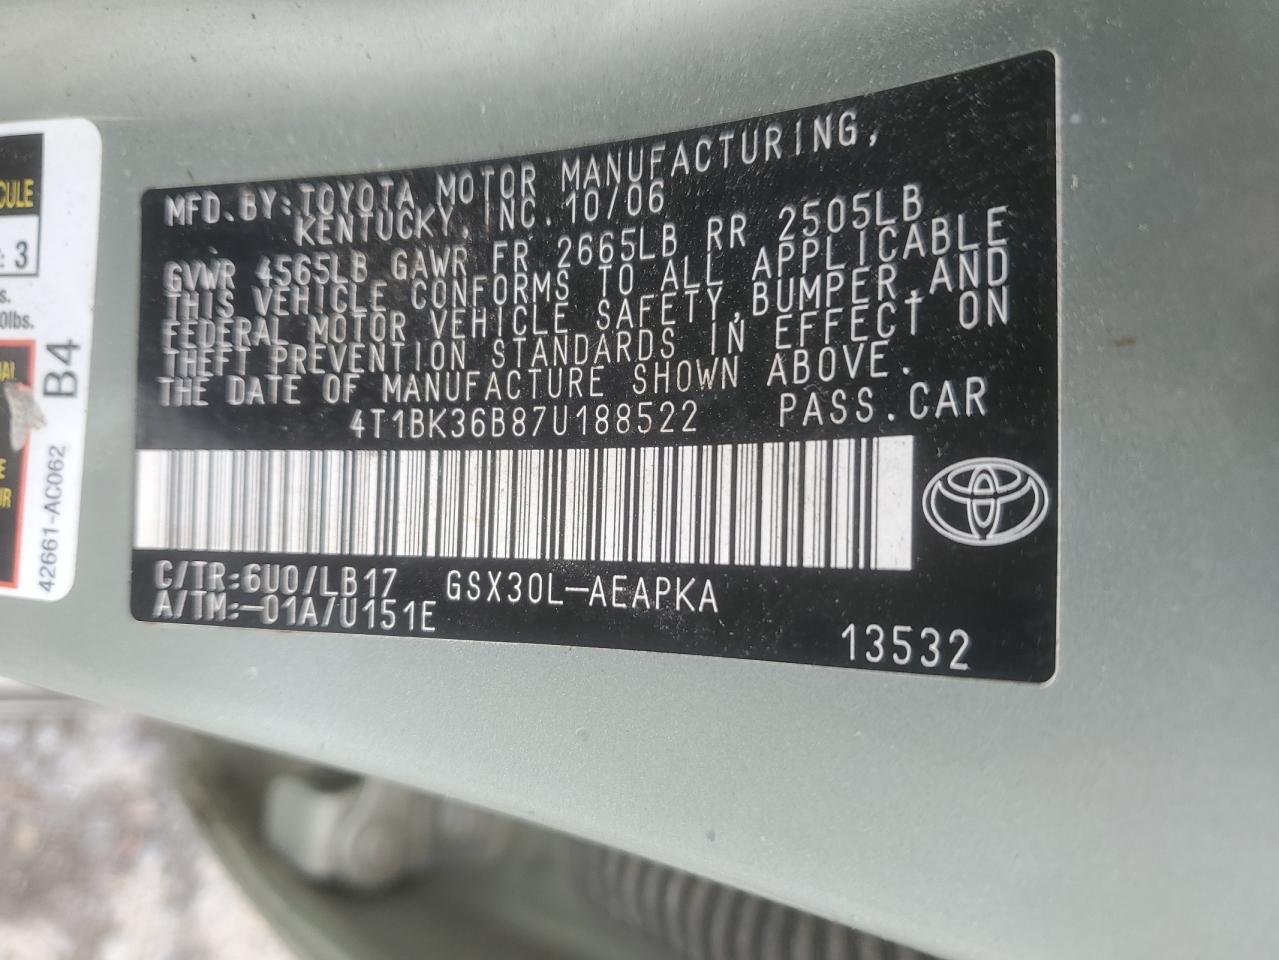 CULE
: 3
s.
0lbs.
B4
42661-AC062
MFD.BY:TOYOTA MOTOR MANUFACTURING,
KENTUCKY, INC.10/06
GVWR 4565LB GAWR FR 2665LB RR 2505LB
THIS VEHICLE CONFORMS TO ALL APPLICABLE
FEDERAL MOTOR VEHICLE SAFETY,BUMPER,AND
THEFT PREVENTION STANDARDS IN EFFECT ON
THE DATE OF MANUFACTURE SHOWN ABOVE.
4T1BK36B87U188522 PASS.CAR
C/TR:6U0/LB17 GSX30L-AEAPKA
A/TM:-01A/U151E
13532